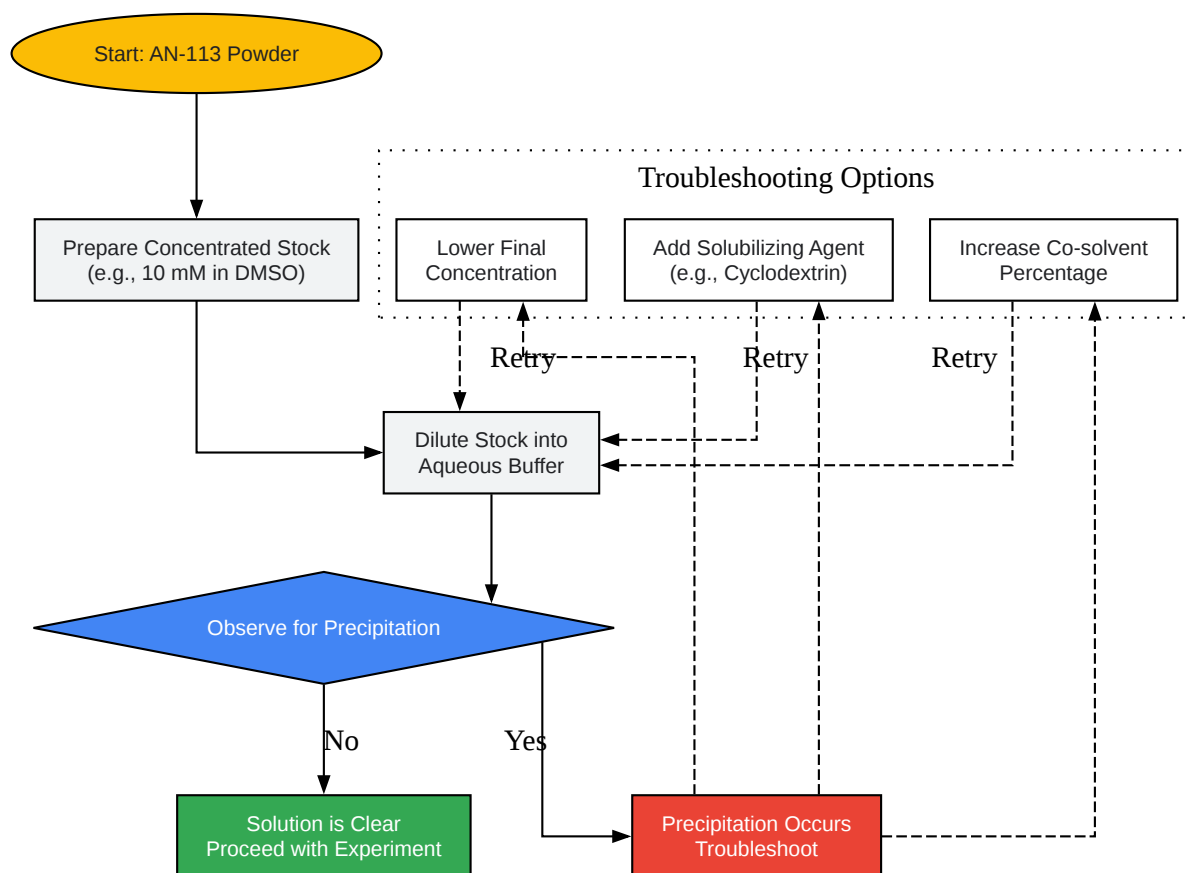 Start: AN-113 Powder
Troubleshooting Options
Prepare Concentrated Stock
(e.g., 10 mM in DMSO)
Lower Final
Concentration
Add Solubilizing Agent
(e.g., Cyclodextrin)
Increase Co-solvent
Percentage
Retry
Retry
Retry
Dilute Stock into
Aqueous Buffer
Observe for Precipitation
No
Yes
Solution is Clear
Proceed with Experiment
Precipitation Occurs
Troubleshoot